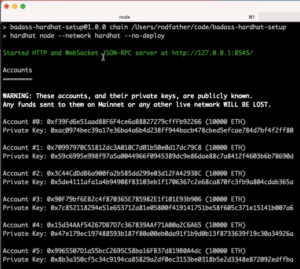 node
node
> badass-hardhat-setup@1.0.0 chain /Users/radfather/code/badass-hardhat-setup
> hardhat node --network hardhat --no-deploy
Started HTTP and WebSocket JSON-RPC server at http://127.0.0.1:8545/
Accounts
========
WARNING: These accounts, and their private keys, are publicly known.
Any funds sent to them on Mainnet or any other live network WILL BE LOST.
Account #0: 0xf39Fd6e51aad88F6F4ce6aB8827279cffFb92266 (10000 ETH)
Private Key: 0xac0974bec39a17e36ba4a6b4d238ff944bacb478cbed5efcae784d7bf4f2ff80
Account #1: 0x70997970C51812dc3A010C7d01b50e0d17dc79C8 (10000 ETH)
Private Key: 0x59c6995e998f97a5a0044966f0945389dc9e86dae88c7a8412f4603b6b78690d
Account #2: 0x3C44CdDdB6a900fa2b585dd299e03d12FA4293BC (10000 ETH)
Private Key: 0x5de4111afa1a4b94908f83103eb1f1706367c2e68ca870fc3fb9a804cdab365a
Account #3: 0x90F79bf6EB2c4f870365E785982E1f101E93b906 (10000 ETH)
Private Key: 0x7c852118294e51e653712a81e05800f419141751be58f605c371e15141b007a6
Account #4: 0x15d34AAf54267DB7D7c367839AAf71A00a2C6A65 (10000 ETH)
Private Key: 0x47e179ec197488593b187f80a00eb0da91f1b9d0b13f8733639f19c30a34926a
Account #5: 0x9965507D1a55bcC2695C58ba16FB37d819B0A4dc (10000 ETH)
Private Key: 0x8b3a350cf5c34c9194ca85829a2df0ec3153be0318b5e2d3348e872092edffba